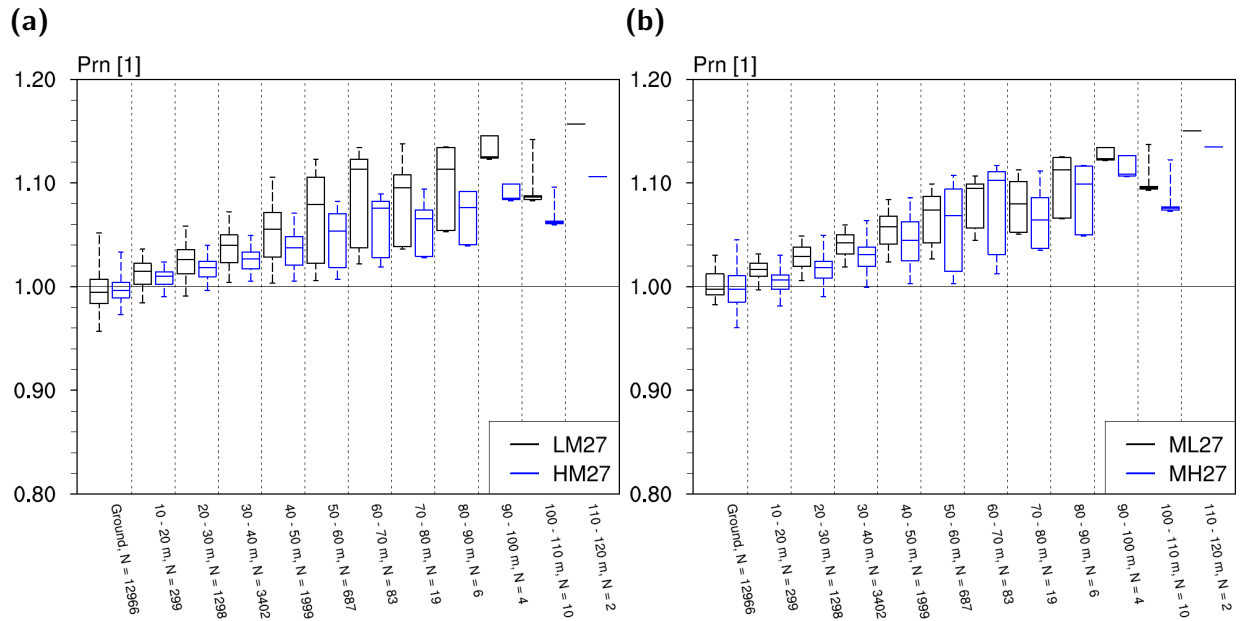 (a)
Prn [1]
1.20
1.10
1.00
0.90
0.80
LM27
HM27
Ground, N = 12966
10 - 20 m, N = 299
20 - 30 m, N = 1298
30 - 40 m, N = 3402
40 - 50 m, N = 1999
50 - 60 m, N = 687
60 - 70 m, N = 83
70 - 80 m, N = 19
80 - 90 m, N = 6
90 - 100 m, N = 4
100 - 110 m, N = 10
110 - 120 m, N = 2
(b)
Prn [1]
1.20
1.10
1.00
0.90
0.80
ML27
MH27
Ground, N = 12966
10 - 20 m, N = 299
20 - 30 m, N = 1298
30 - 40 m, N = 3402
40 - 50 m, N = 1999
50 - 60 m, N = 687
60 - 70 m, N = 83
70 - 80 m, N = 19
80 - 90 m, N = 6
90 - 100 m, N = 4
100 - 110 m, N = 10
110 - 120 m, N = 2